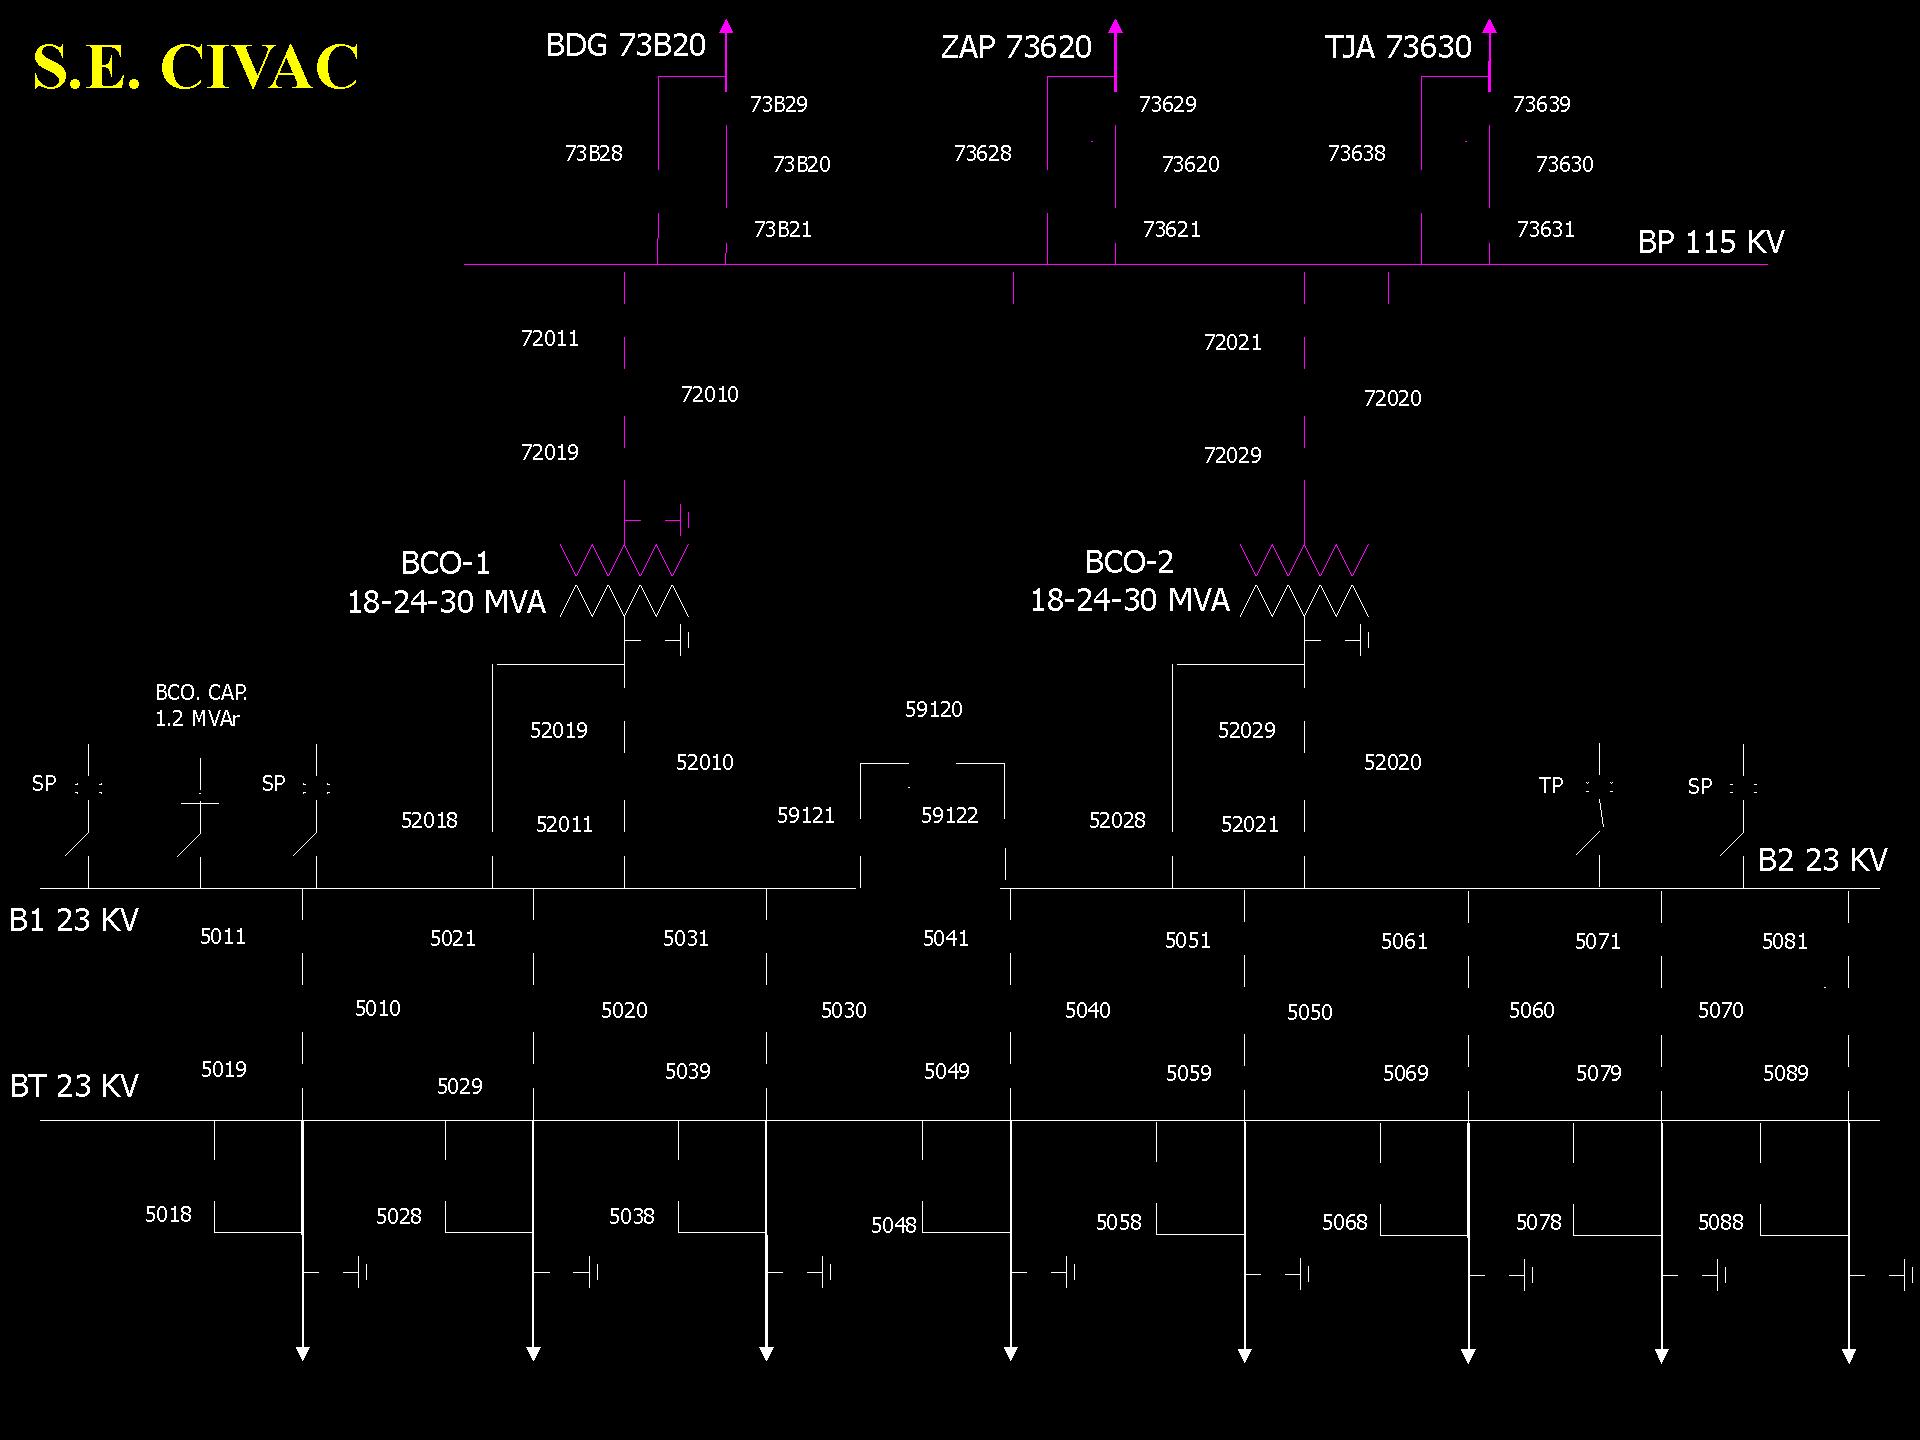 S.E. CIVAC
BDG 73B20
ZAP 73620
TJA 73630
73B29
73629
73639
73B28
73628
73638
73B20
73620
73630
73B21
73621
73631
BP 115 KV
72011
72021
72010
72020
72019
72029
BCO-1
18-24-30 MVA
BCO-2
18-24-30 MVA
BCO. CAP.
1.2 MVAr
59120
52019
52029
52010
52020
SP
SP
TP
SP
52018
52011
59121
59122
52028
52021
B2 23 KV
B1 23 KV
5011
5021
5031
5041
5051
5061
5071
5081
5010
5020
5030
5040
5050
5060
5070
5019
5029
5039
5049
5059
5069
5079
5089
BT 23 KV
5018
5028
5038
5048
5058
5068
5078
5088